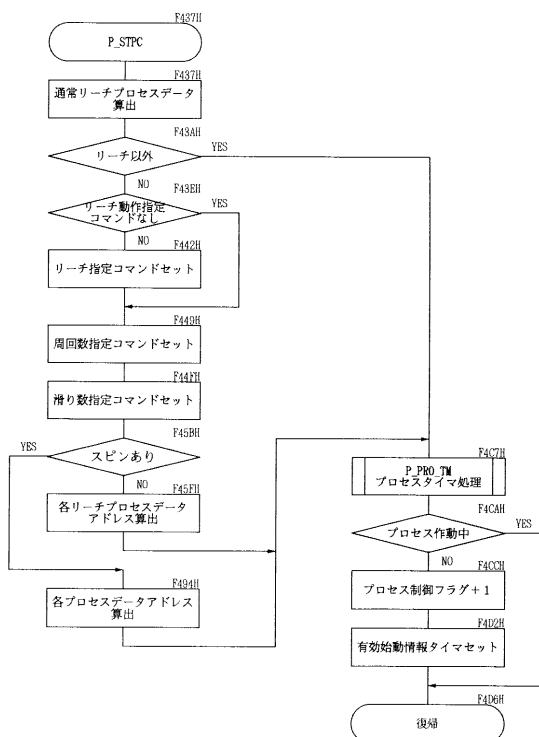 F437H
P_STPC
F437H
通常リーチプロセスデータ
算出
F43AH
リーチ以外
YES
NO
F43EH
リーチ動作指定
コマンドなし
YES
NO
F442H
リーチ指定コマンドセット
F449H
周回数指定コマンドセット
F44FH
滑り数指定コマンドセット
F45BH
スピンあり
YES
NO
F45FH
各リーチプロセスデータ
アドレス算出
F494H
各プロセスデータアドレス
算出
F4C7H
P_PRO_TM
プロセスタイマ処理
F4CAH
プロセス作動中
YES
NO
F4CCH
プロセス制御フラグ+1
F4D2H
有効始動情報タイマセット
F4D6H
復帰